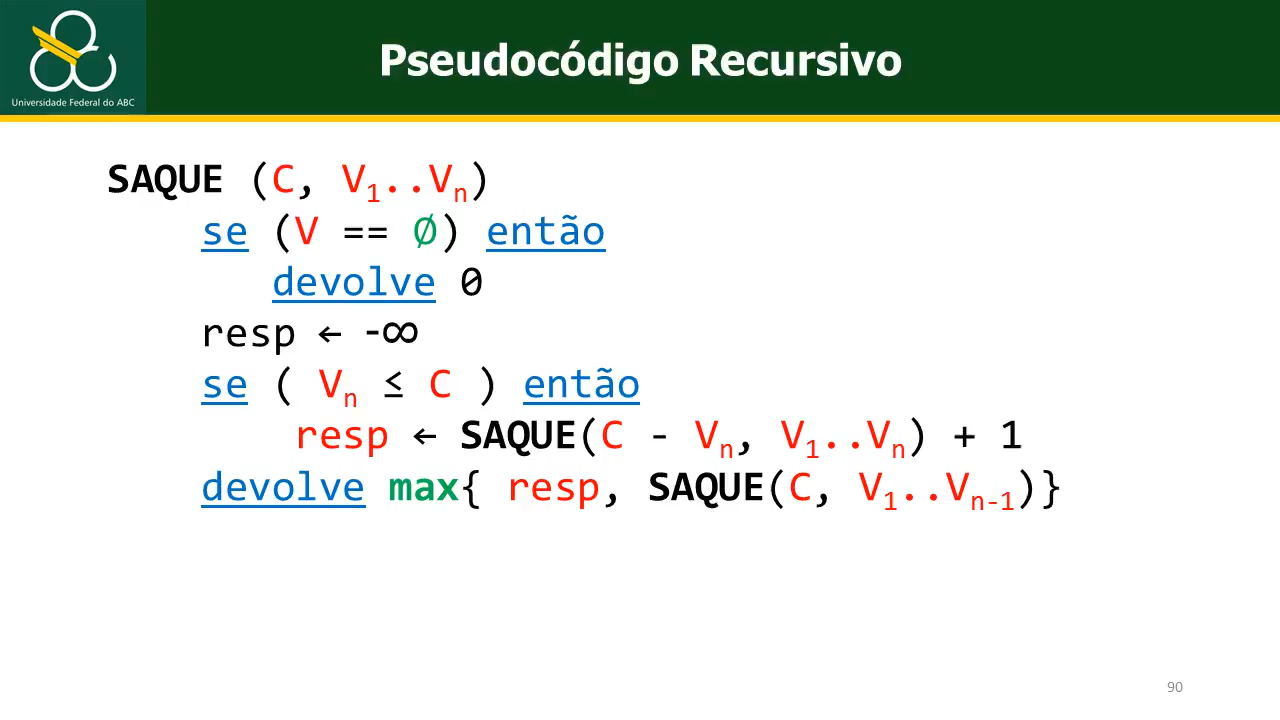 Universidade Federal do ABC
Pseudocódigo Recursivo
SAQUE (C, V₁..Vₙ)
se (V == Ø) então
devolve 0
resp ← -∞
se ( Vₙ ≤ C ) então
resp ← SAQUE(C - Vₙ, V₁..Vₙ) + 1
devolve max{ resp, SAQUE(C, V₁..Vₙ₋₁)}
90